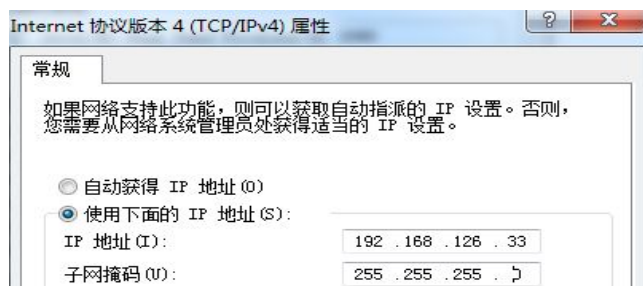 Internet 协议版本 4 (TCP/IPv4) 属性
常规
如果网络支持此功能，则可以获取自动指派的 IP 设置。否则，
您需要从网络系统管理员处获得适当的 IP 设置。
自动获得 IP 地址(O)
使用下面的 IP 地址(S):
IP 地址(I): 192 .168 .126 . 33
子网掩码(U): 255 .255 .255 .